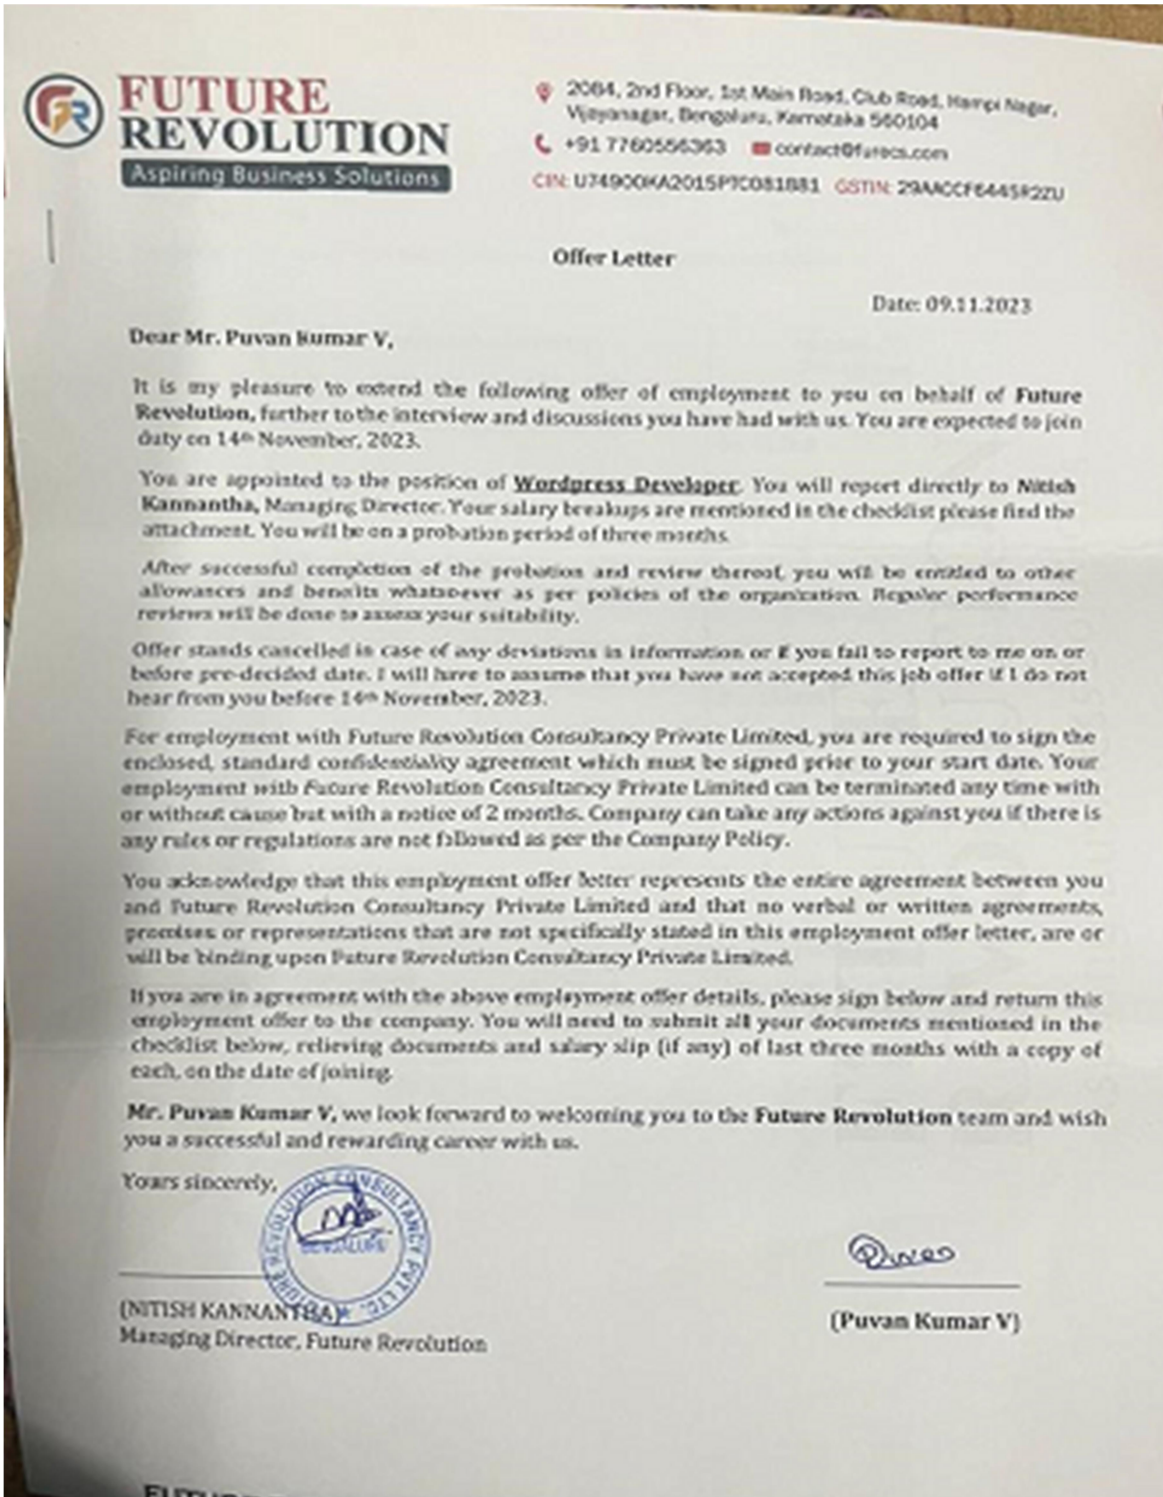 FUTURE
REVOLUTION
Aspiring Business Solutions
2084, 2nd Floor, 1st Main Road, Club Road, Hampi Nagar,
Vijayanagar, Bengaluru, Karnataka 560104
+91 7760556363 contact@furecs.com
CIN: U74900KA2015PTC081881 GSTIN: 29AACCF6445R2ZU
Offer Letter
Date: 09.11.2023
Dear Mr. Puvan Kumar V,
It is my pleasure to extend the following offer of employment to you on behalf of Future
Revolution, further to the interview and discussions you have had with us. You are expected to join
duty on 14th November, 2023.
You are appointed to the position of Wordpress Developer. You will report directly to Nitish
Kannantha, Managing Director. Your salary breakups are mentioned in the checklist please find the
attachment. You will be on a probation period of three months.
After successful completion of the probation and review thereof, you will be entitled to other
allowances and benefits whatsoever as per policies of the organization. Regular performance
reviews will be done to assess your suitability.
Offer stands cancelled in case of any deviations in information or if you fail to report to me on or
before pre-decided date. I will have to assume that you have not accepted this job offer if I do not
hear from you before 14th November, 2023.
For employment with Future Revolution Consultancy Private Limited, you are required to sign the
enclosed, standard confidentiality agreement which must be signed prior to your start date. Your
employment with Future Revolution Consultancy Private Limited can be terminated any time with
or without cause but with a notice of 2 months. Company can take any actions against you if there is
any rules or regulations are not followed as per the Company Policy.
You acknowledge that this employment offer letter represents the entire agreement between you
and Future Revolution Consultancy Private Limited and that no verbal or written agreements,
promises or representations that are not specifically stated in this employment offer letter, are or
will be binding upon Future Revolution Consultancy Private Limited.
If you are in agreement with the above employment offer details, please sign below and return this
employment offer to the company. You will need to submit all your documents mentioned in the
checklist below, relieving documents and salary slip (if any) of last three months with a copy of
each, on the date of joining.
Mr. Puvan Kumar V, we look forward to welcoming you to the Future Revolution team and wish
you a successful and rewarding career with us.
Yours sincerely,
FUTURE REVOLUTION CONSULTANCY PVT LTD.
BENGALURU
(NITISH KANNANTHA)
Managing Director, Future Revolution
(Puvan Kumar V)